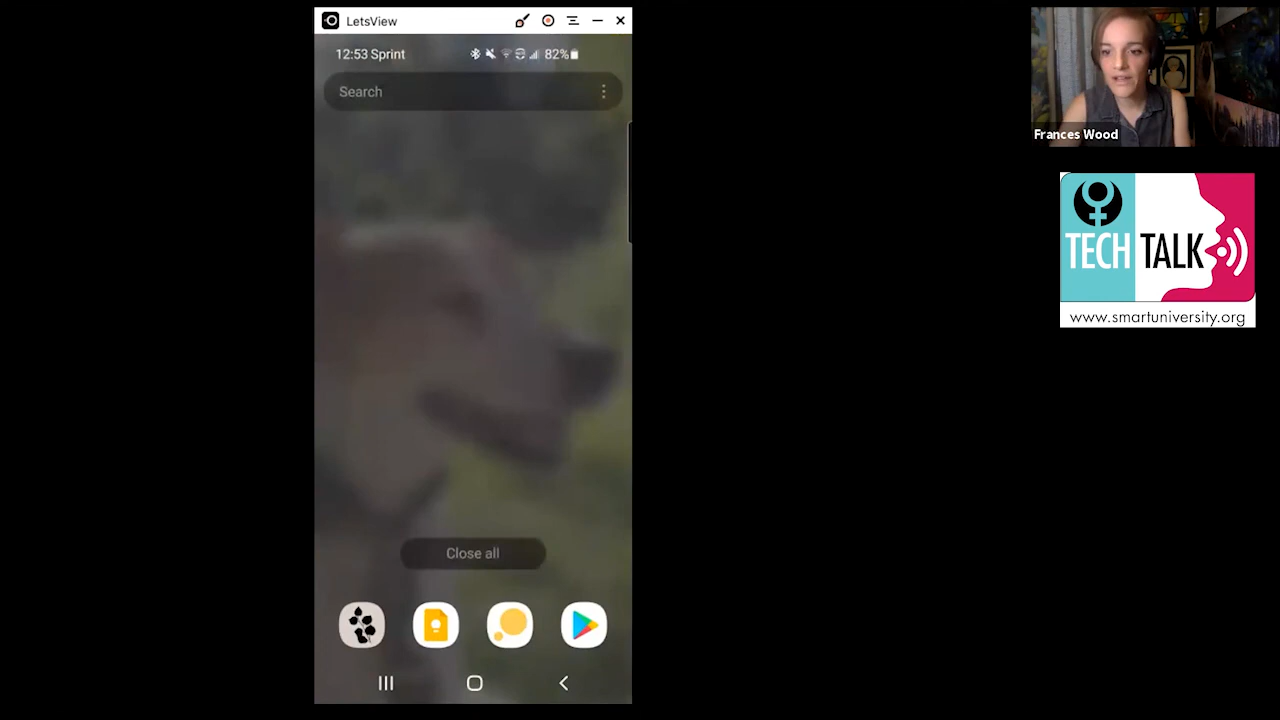 LetsView
12:53 Sprint
82%
Search
Close all
Frances Wood
TECH TALK
www.smartuniversity.org